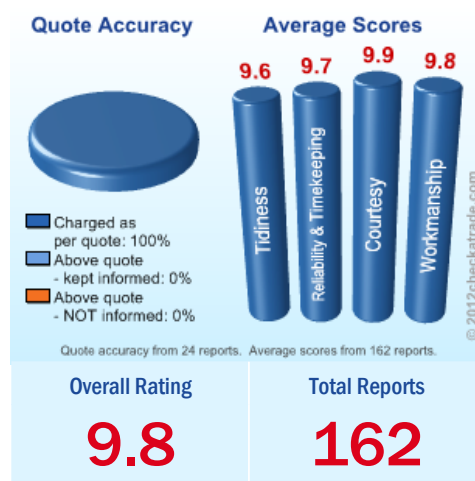 Quote Accuracy
Average Scores
9.6
9.7
9.9
9.8
Tidiness
Reliability & Timekeeping
Courtesy
Workmanship
Charged as
per quote: 100%
Above quote
- kept informed: 0%
Above quote
- NOT informed: 0%
© 2012checkatrade.com
Quote accuracy from 24 reports. Average scores from 162 reports.
Overall Rating
9.8
Total Reports
162